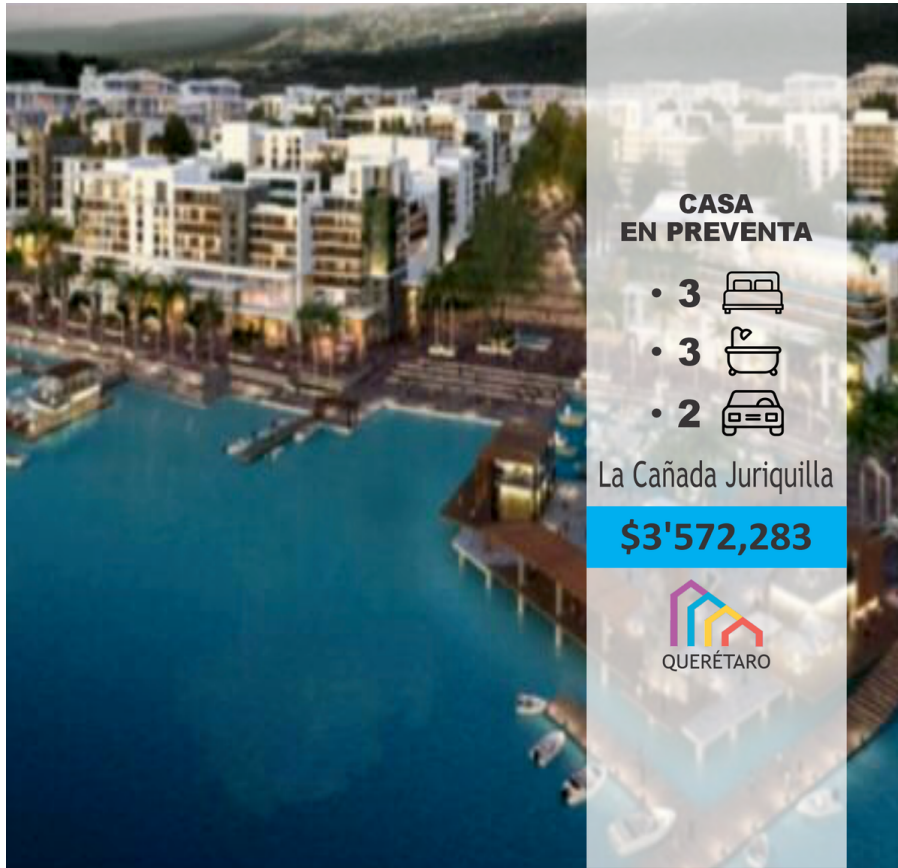 CASA
EN PREVENTA
• 3
• 3
• 2
La Cañada Juriquilla
$3'572,283
QUERÉTARO